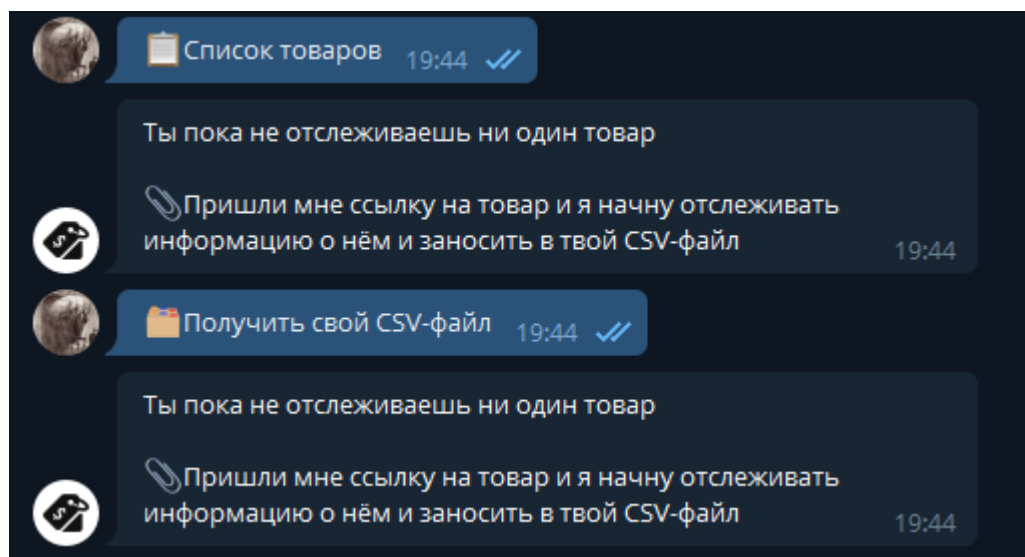 📋Список товаров 19:44
Ты пока не отслеживаешь ни один товар
📎Пришли мне ссылку на товар и я начну отслеживать
информацию о нём и заносить в твой CSV-файл 19:44
🗂Получить свой CSV-файл 19:44
Ты пока не отслеживаешь ни один товар
📎Пришли мне ссылку на товар и я начну отслеживать
информацию о нём и заносить в твой CSV-файл 19:44